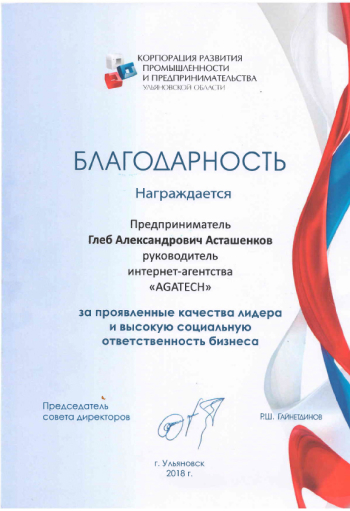 КОРПОРАЦИЯ РАЗВИТИЯ
ПРОМЫШЛЕННОСТИ
И ПРЕДПРИНИМАТЕЛЬСТВА
УЛЬЯНОВСКОЙ ОБЛАСТИ
БЛАГОДАРНОСТЬ
Награждается
Предприниматель
Глеб Александрович Асташенков
руководитель
интернет-агентства
«AGATECH»
за проявленные качества лидера
и высокую социальную
ответственность бизнеса
Председатель
совета директоров
Р.Ш. ГАЙНЕТДИНОВ
г. Ульяновск
2018 г.